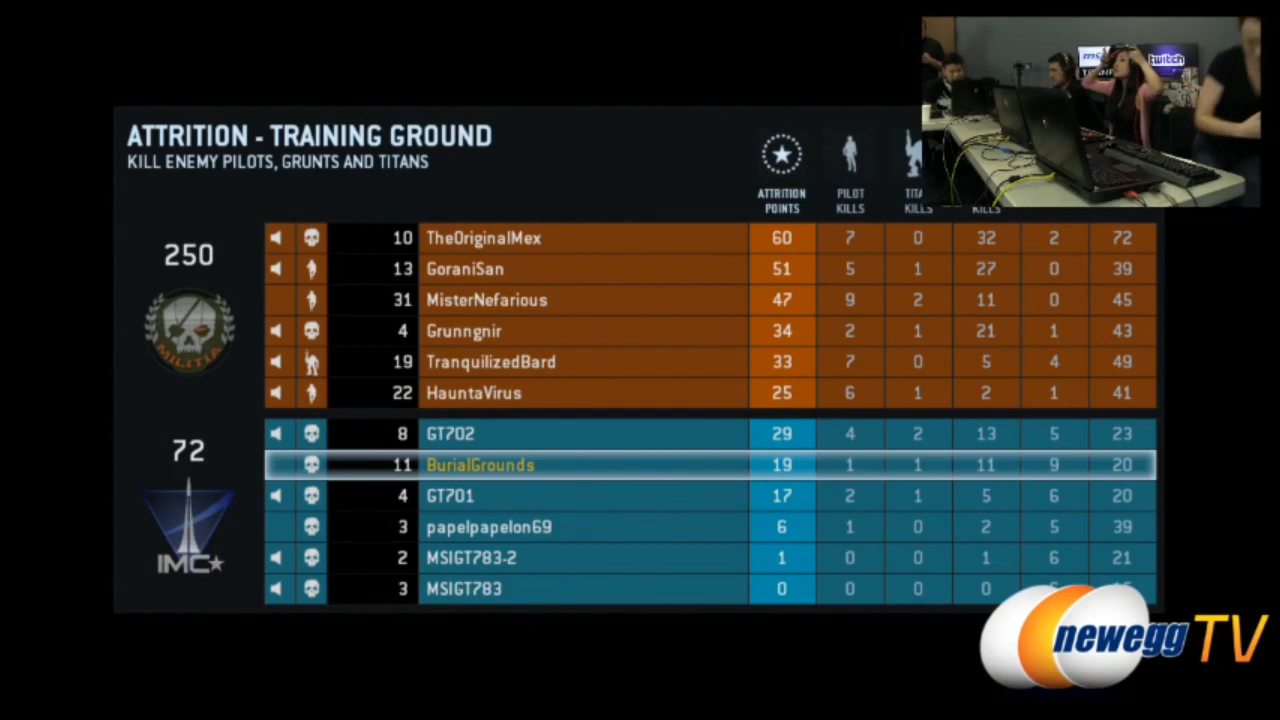 ATTRITION - TRAINING GROUND
KILL ENEMY PILOTS, GRUNTS AND TITANS
ATTRITION POINTS
PILOT KILLS
KILLS
KILLS
250
MILITIA
10 TheOriginalMex 60 7 0 32 2 72
13 GoraniSan 51 5 1 27 0 39
31 MisterNefarious 47 9 2 11 0 45
4 Grunngnir 34 2 1 21 1 43
19 TranquilizedBard 33 7 0 5 4 49
22 HauntaVirus 25 6 1 2 1 41
72
IMC
8 GT702 29 4 2 13 5 23
11 BurialGrounds 19 1 1 11 9 20
4 GT701 17 2 1 5 6 20
3 papelpapelon69 6 1 0 2 5 39
2 MSIGT783-2 1 0 0 1 6 21
3 MSIGT783 0 0 0 0
msi
twitch
newegg TV